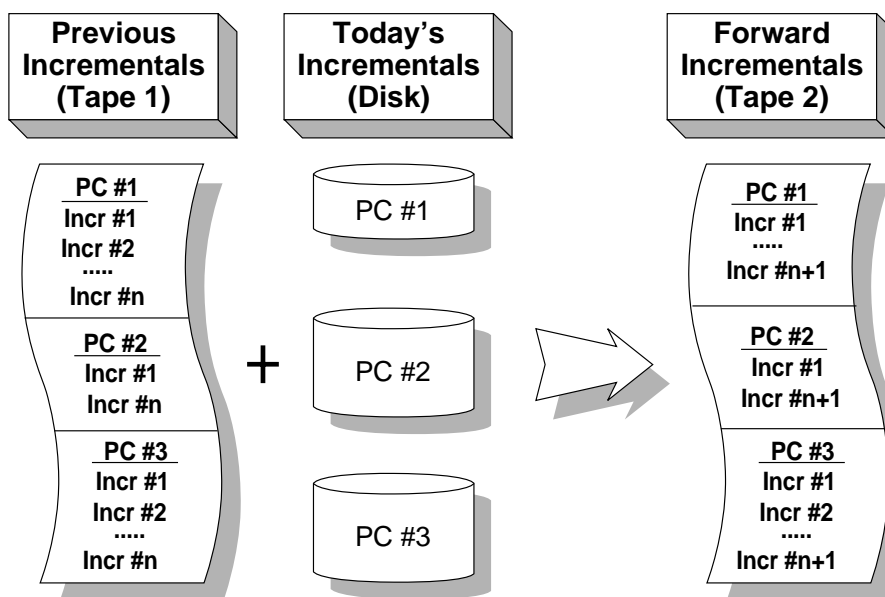 Previous
Incrementals
(Tape 1)
Today's
Incrementals
(Disk)
Forward
Incrementals
(Tape 2)
PC #1
Incr #1
Incr #2
.....
Incr #n
PC #2
Incr #1
Incr #n
PC #3
Incr #1
Incr #2
.....
Incr #n
+
PC #1
PC #2
PC #3
PC #1
Incr #1
.....
Incr #n+1
PC #2
Incr #1
Incr #n+1
PC #3
Incr #1
Incr #2
.....
Incr #n+1